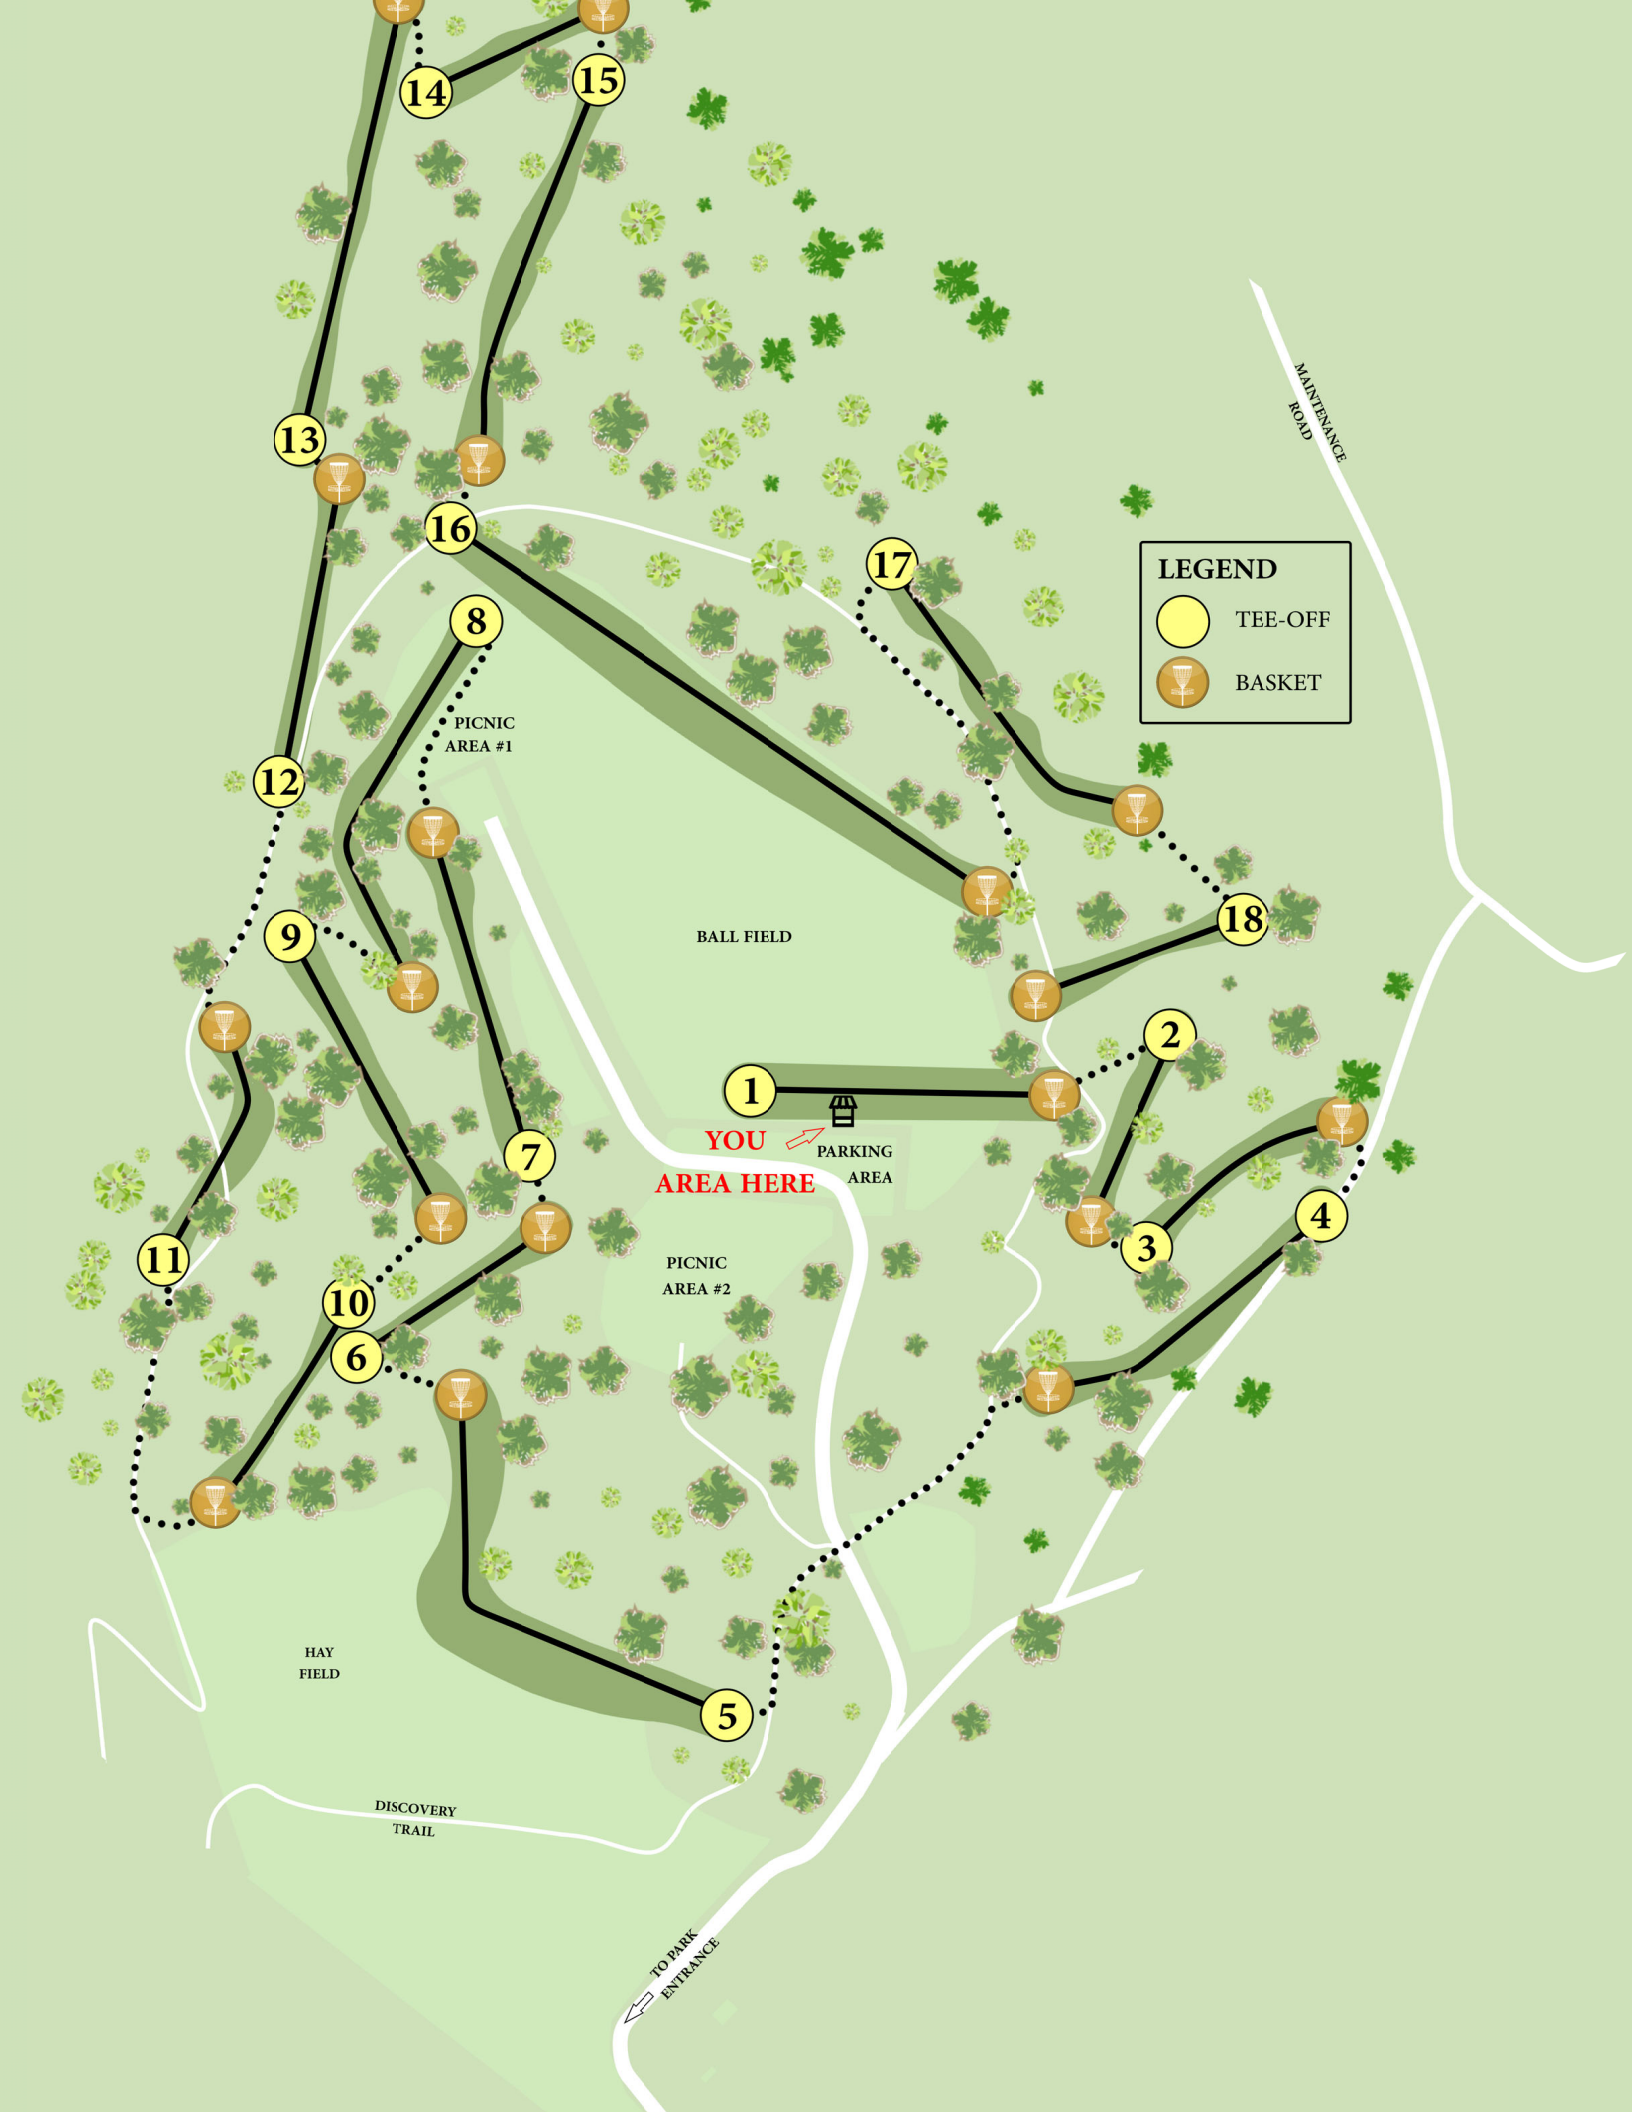 14
15
13
16
17
LEGEND
TEE-OFF
BASKET
MAINTENANCE
ROAD
8
PICNIC
AREA #1
12
9
BALL FIELD
18
2
1
YOU
AREA HERE
PARKING
AREA
7
4
3
11
PICNIC
AREA #2
10
6
HAY
FIELD
5
DISCOVERY
TRAIL
TO PARK
ENTRANCE